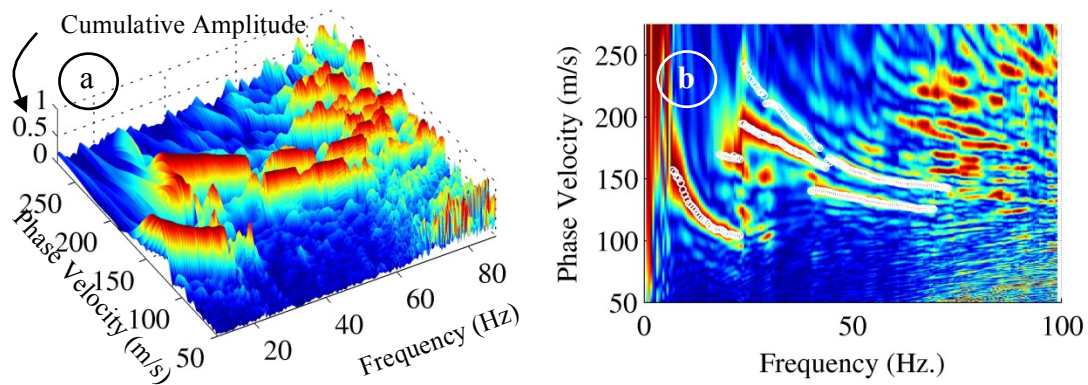 Cumulative Amplitude
a
1
0.5
0
250
200
150
100
50
Phase Velocity (m/s)
20
40
60
80
Frequency (Hz)
b
250
200
150
100
50
Phase Velocity (m/s)
0
50
100
Frequency (Hz.)